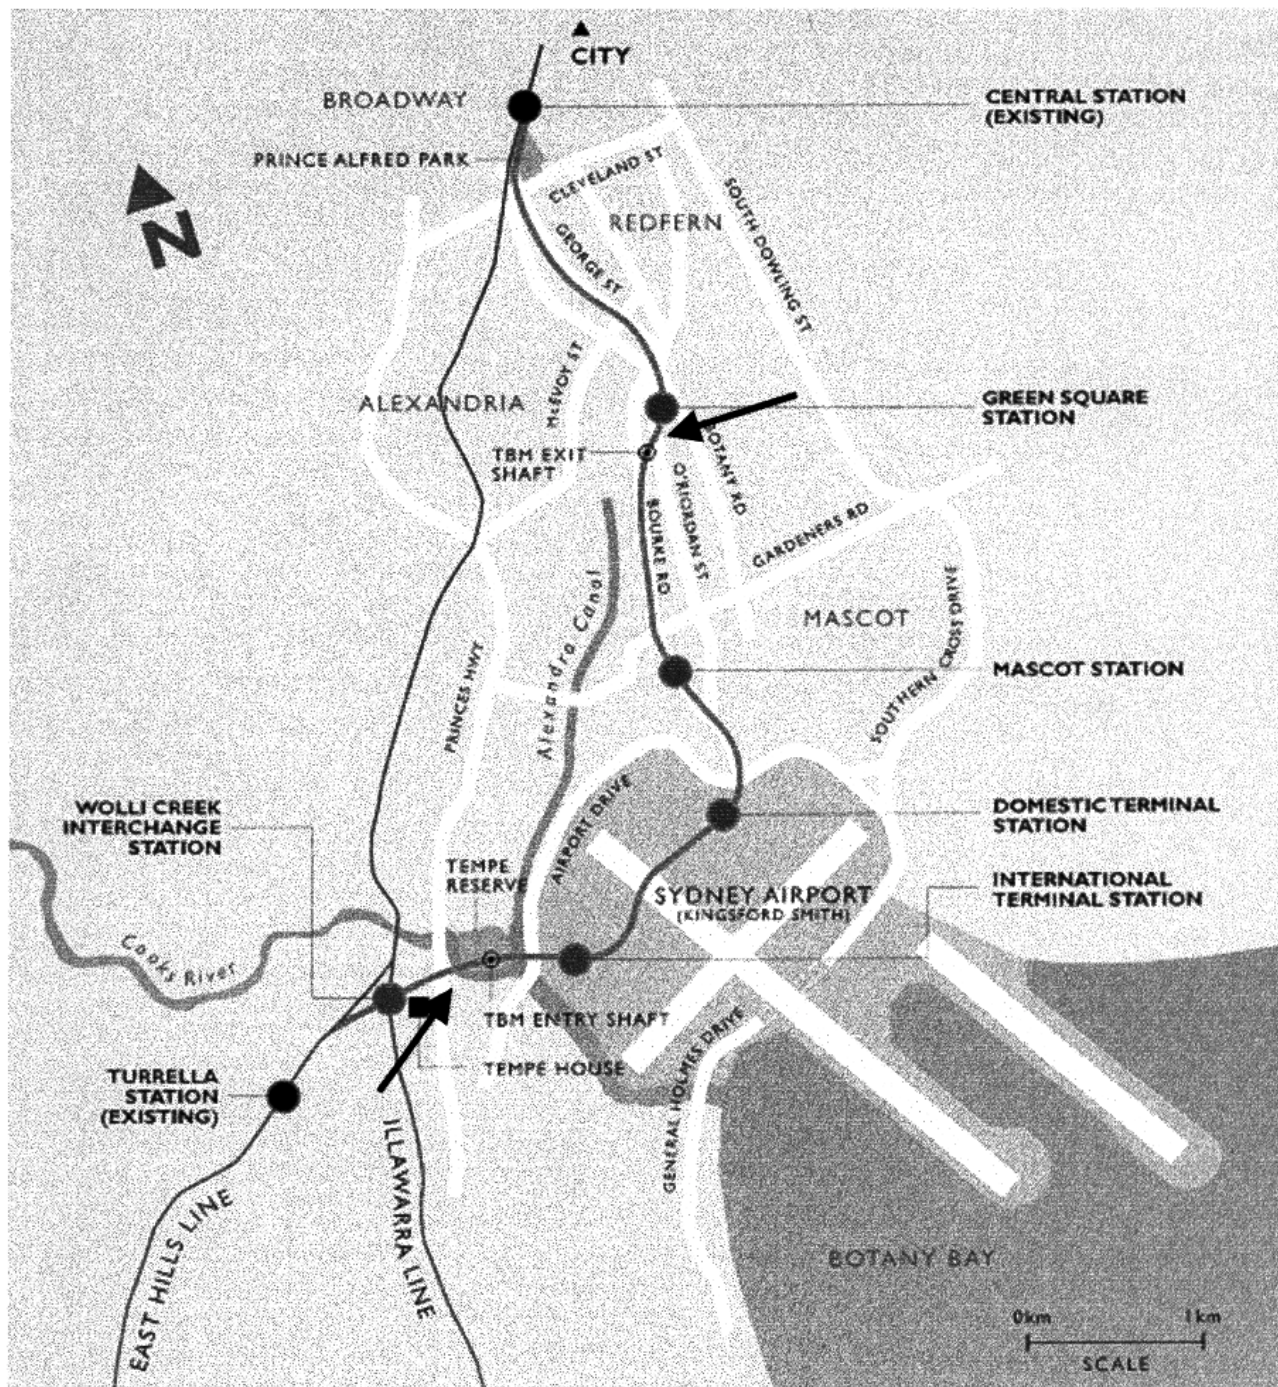 CITY
BROADWAY
CENTRAL STATION
(EXISTING)
PRINCE ALFRED PARK
CLEVELAND ST
N
REDFERN
SOUTH DOWLING ST
GEORGE ST
McEVOY ST
ALEXANDRIA
GREEN SQUARE
STATION
TBM EXIT
SHAFT
BOTANY RD
O'RIORDAN ST
BOURKE RD
GARDENERS RD
Alexandra Canal
MASCOT
SOUTHERN CROSS DRIVE
MASCOT STATION
PRINCES HWY
WOLLI CREEK
INTERCHANGE
STATION
AIRPORT DRIVE
DOMESTIC TERMINAL
STATION
TEMPE
RESERVE
SYDNEY AIRPORT
(KINGSFORD SMITH)
INTERNATIONAL
TERMINAL STATION
Cooks River
TBM ENTRY SHAFT
TEMPE HOUSE
GENERAL HOLMES DRIVE
TURRELLA
STATION
(EXISTING)
ILLAWARRA LINE
EAST HILLS LINE
BOTANY BAY
0km 1km
SCALE